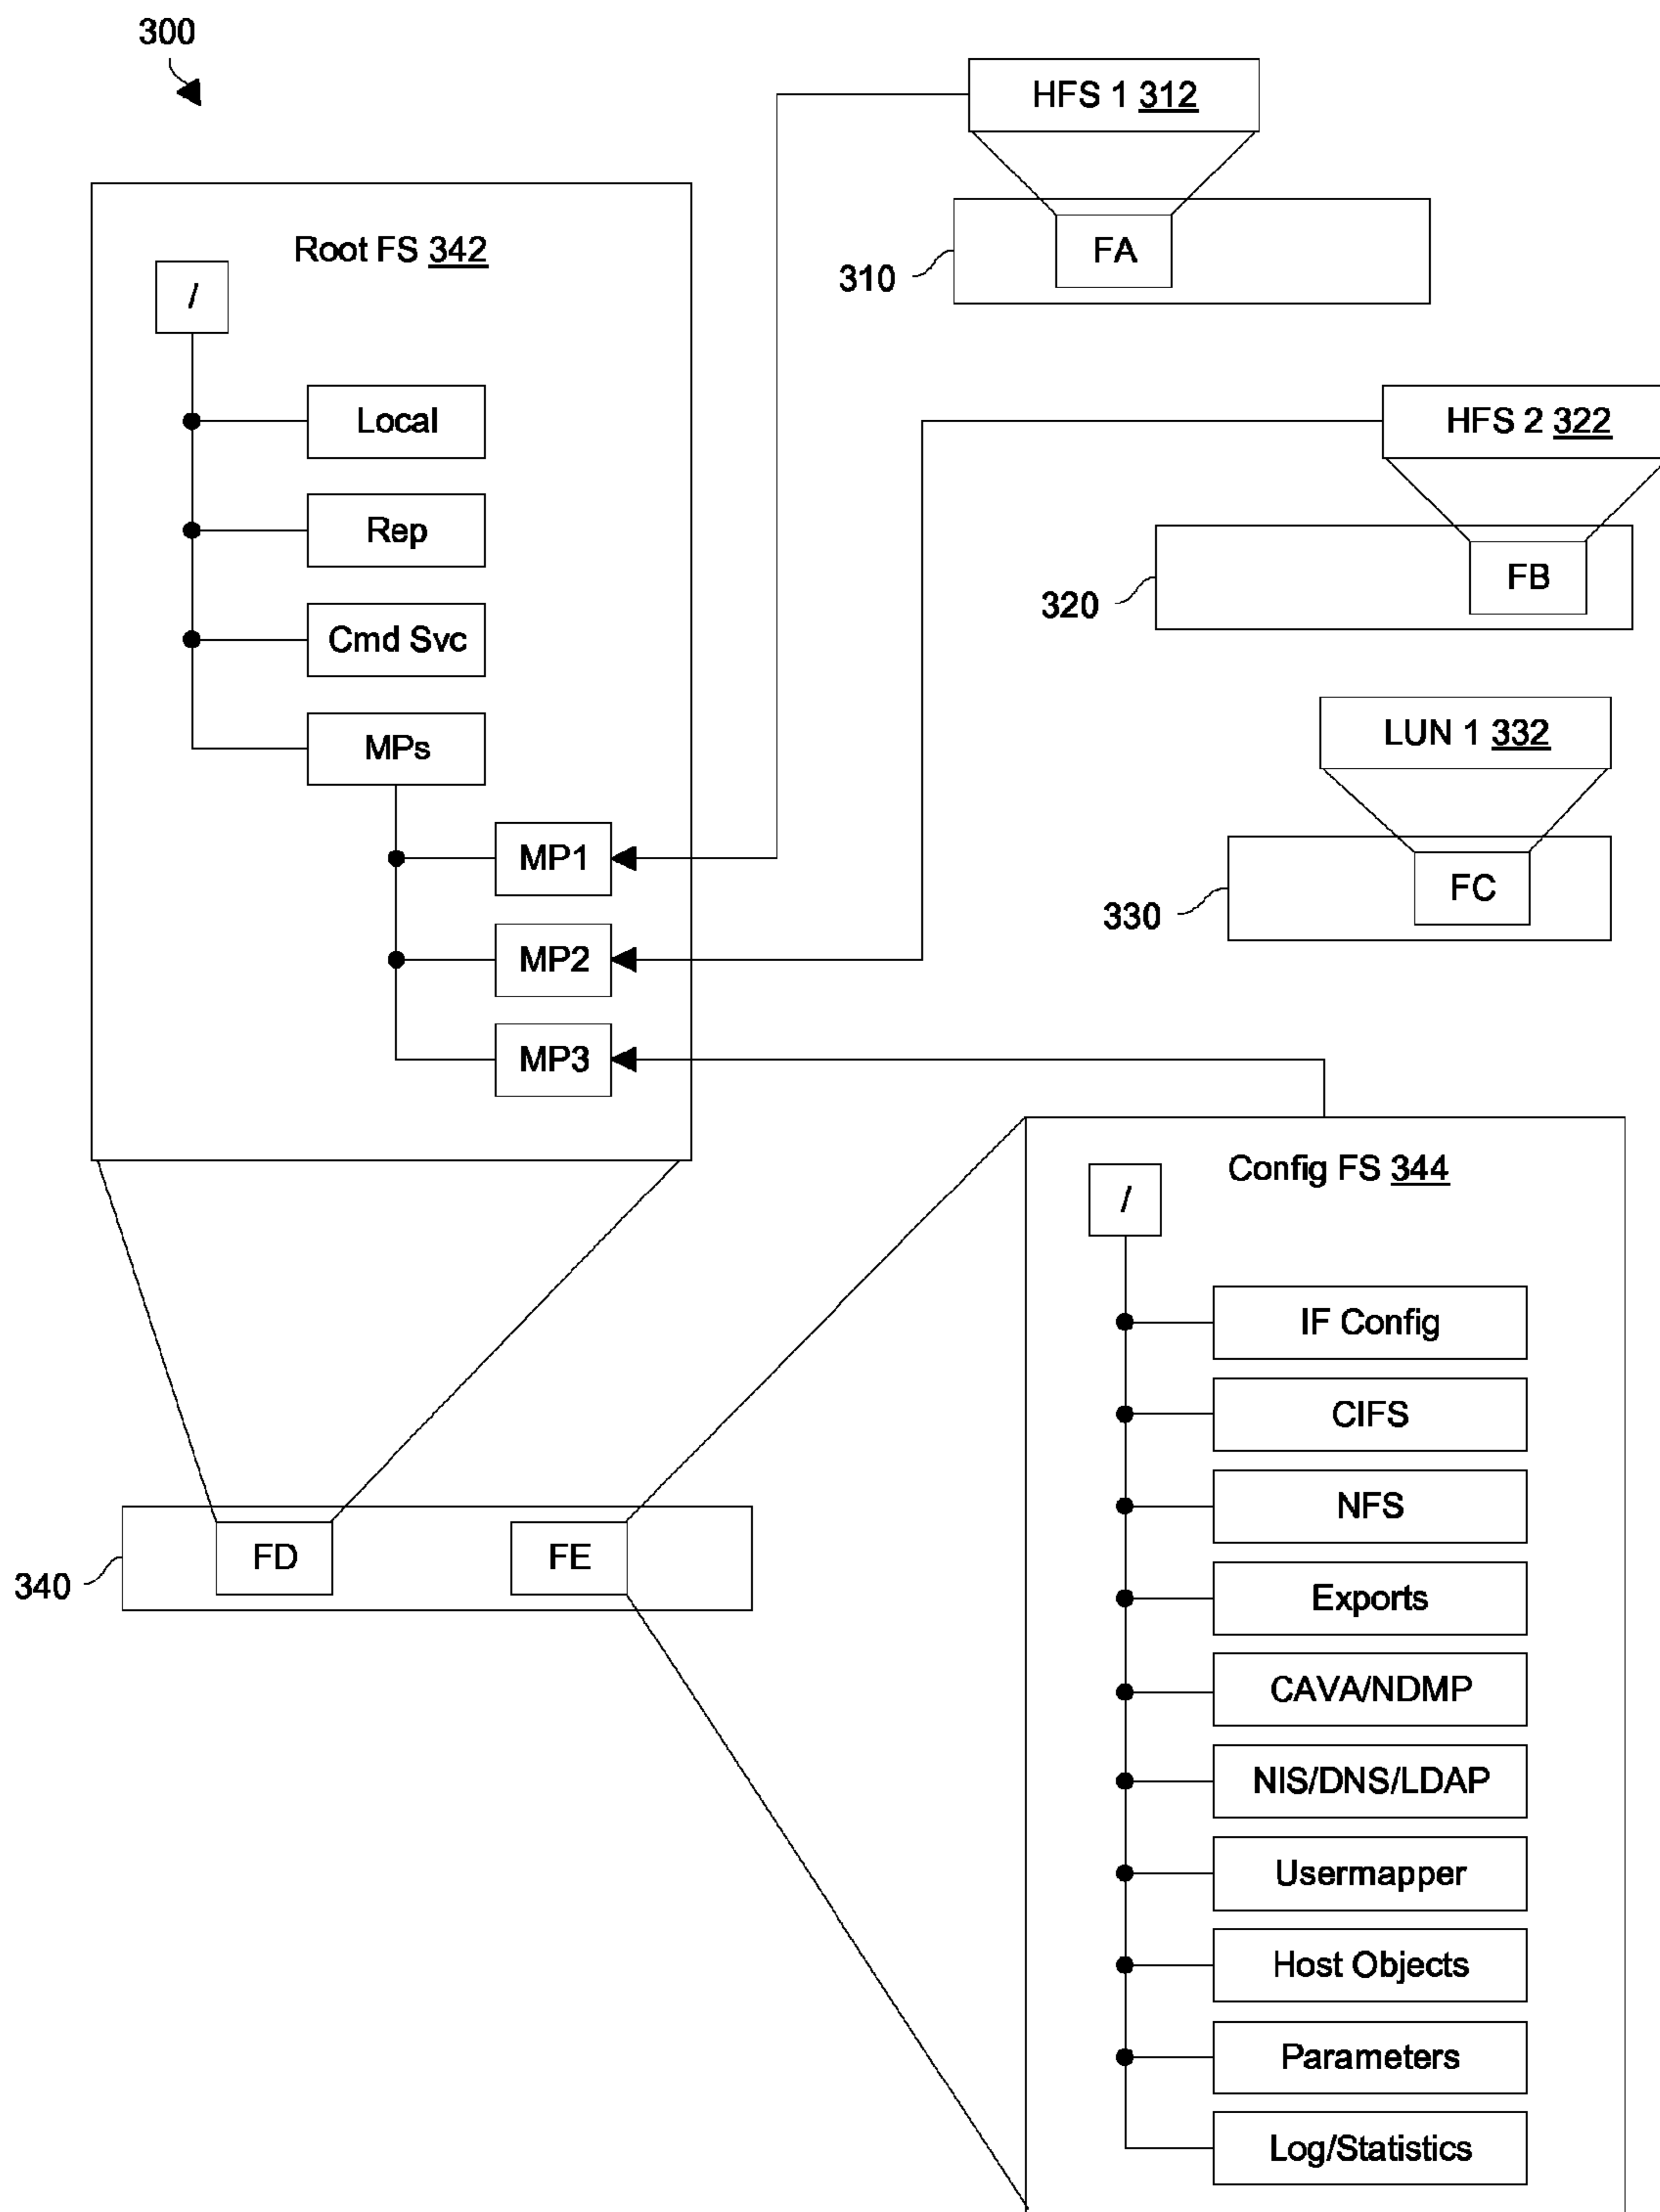 300
HFS 1 312
Root FS 342
/
310
FA
Local
HFS 2 322
Rep
320
FB
Cmd Svc
MPs
LUN 1 332
MP1
330
FC
MP2
MP3
Config FS 344
/
IF Config
CIFS
NFS
340
FD
FE
Exports
CAVA/NDMP
NIS/DNS/LDAP
Usermapper
Host Objects
Parameters
Log/Statistics